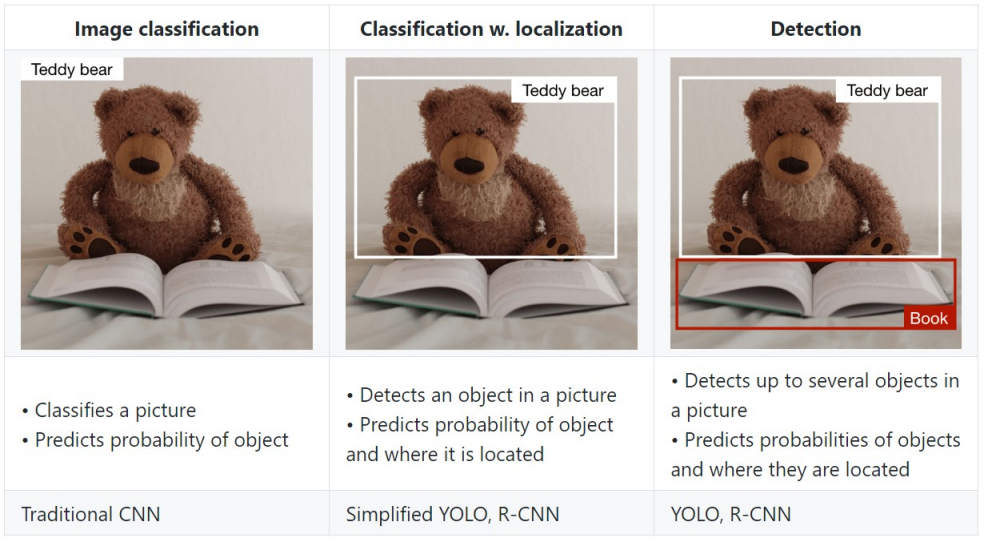 Image classification
Classification w. localization
Detection
Teddy bear
Teddy bear
Teddy bear
Book
• Classifies a picture
• Predicts probability of object
• Detects an object in a picture
• Predicts probability of object
and where it is located
• Detects up to several objects in
a picture
• Predicts probabilities of objects
and where they are located
Traditional CNN
Simplified YOLO, R-CNN
YOLO, R-CNN